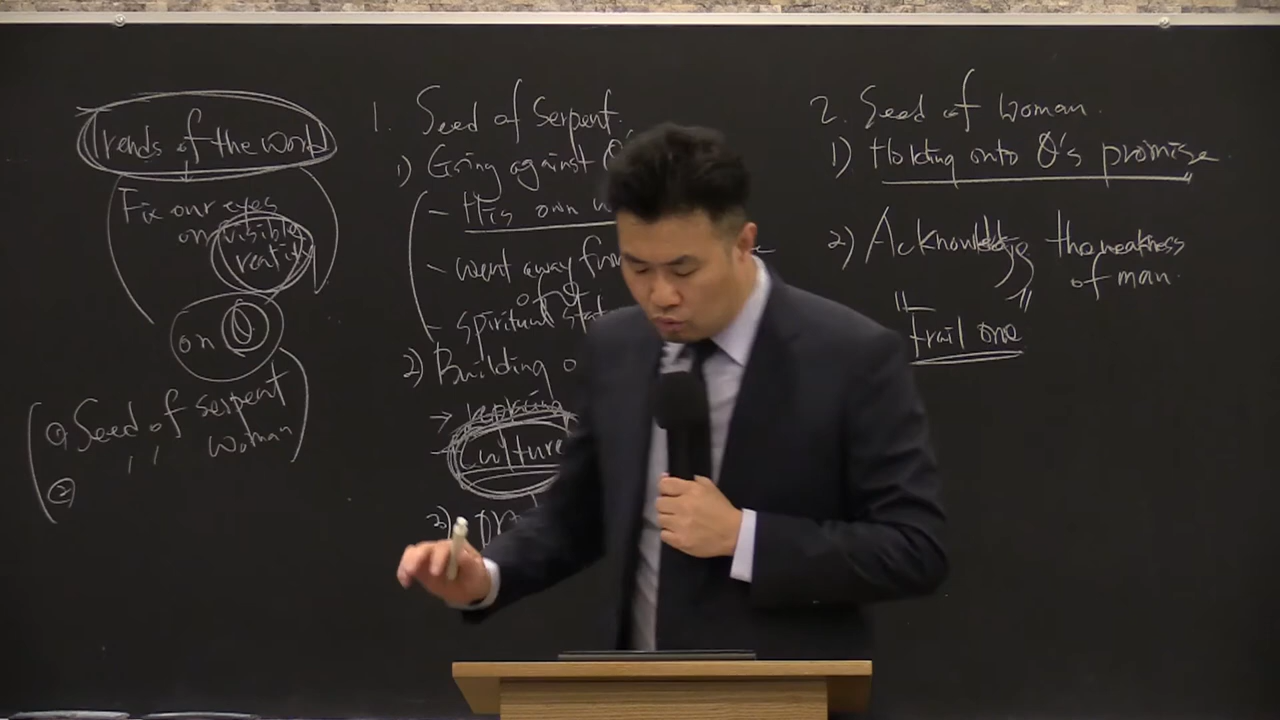 Trends of the World
Fix our eyes
on visible
reality
on θ
① Seed of serpent
② " woman
1. Seed of Serpent
1) Going against θ
- His own
- went away from
- spiritual
2) Building
→
→ Culture
3)
2. Seed of woman
1) Holding onto θ's promise
2) Acknowledge the weakness
of man
"Frail one"